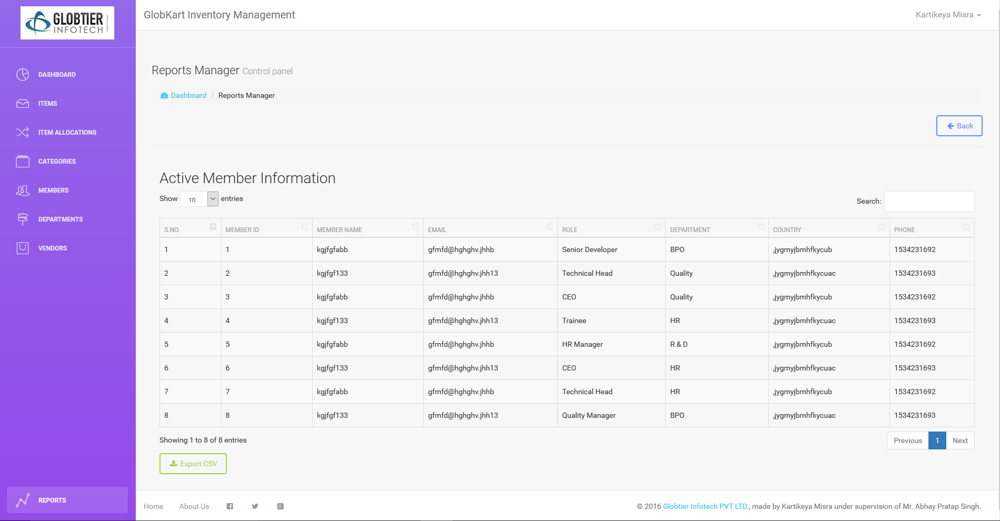 GLOBTIER
INFOTECH
GlobKart Inventory Management
Kartikeya Misra
DASHBOARD
ITEMS
ITEM ALLOCATIONS
CATEGORIES
MEMBERS
DEPARTMENTS
VENDORS
REPORTS
Reports Manager Control panel
Dashboard / Reports Manager
Back
Active Member Information
Show 10 entries
Search:
S.NO. MEMBER ID MEMBER NAME EMAIL ROLE DEPARTMENT COUNTRY PHONE
1 1 kgjfgfabb gfmfd@hghghv.jhhb Senior Developer BPO ,jygmyjbmhfkycub 1534231692
2 2 kgjfgf133 gfmfd@hghghv.jhh13 Technical Head Quality ,jygmyjbmhfkycuac 1534231693
3 3 kgjfgfabb gfmfd@hghghv.jhhb CEO Quality ,jygmyjbmhfkycub 1534231692
4 4 kgjfgf133 gfmfd@hghghv.jhh13 Trainee HR ,jygmyjbmhfkycuac 1534231693
5 5 kgjfgfabb gfmfd@hghghv.jhhb HR Manager R & D ,jygmyjbmhfkycub 1534231692
6 6 kgjfgf133 gfmfd@hghghv.jhh13 CEO HR ,jygmyjbmhfkycuac 1534231693
7 7 kgjfgfabb gfmfd@hghghv.jhhb Technical Head HR ,jygmyjbmhfkycub 1534231692
8 8 kgjfgf133 gfmfd@hghghv.jhh13 Quality Manager BPO ,jygmyjbmhfkycuac 1534231693
Showing 1 to 8 of 8 entries
Previous 1 Next
Export CSV
Home About Us
© 2016 Globtier Infotech PVT LTD., made by Kartikeya Misra under supervision of Mr. Abhay Pratap Singh.